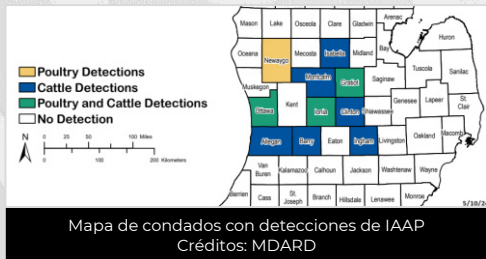 Mason Lake Osceola Clare Gladwin Arenac
Huron
Oceana Newaygo Mecosta Isabella Midland Bay
Tuscola Sanilac
Poultry Detections
Cattle Detections
Poultry and Cattle Detections
No Detection
Muskegon Montcalm Gratiot Saginaw
Genesee Lapeer St. Clair
Ottawa Kent Ionia Clinton Shiawassee
Oakland Macomb
Allegan Barry Eaton Ingham Livingston
N
0 25 50 100 Miles
0 100 200 Kilometers
Van Buren Kalamazoo Calhoun Jackson Washtenaw Wayne
Berrien Cass St. Joseph Branch Hillsdale Lenawee Monroe
5/10/24
Mapa de condados con detecciones de IAAP
Créditos: MDARD